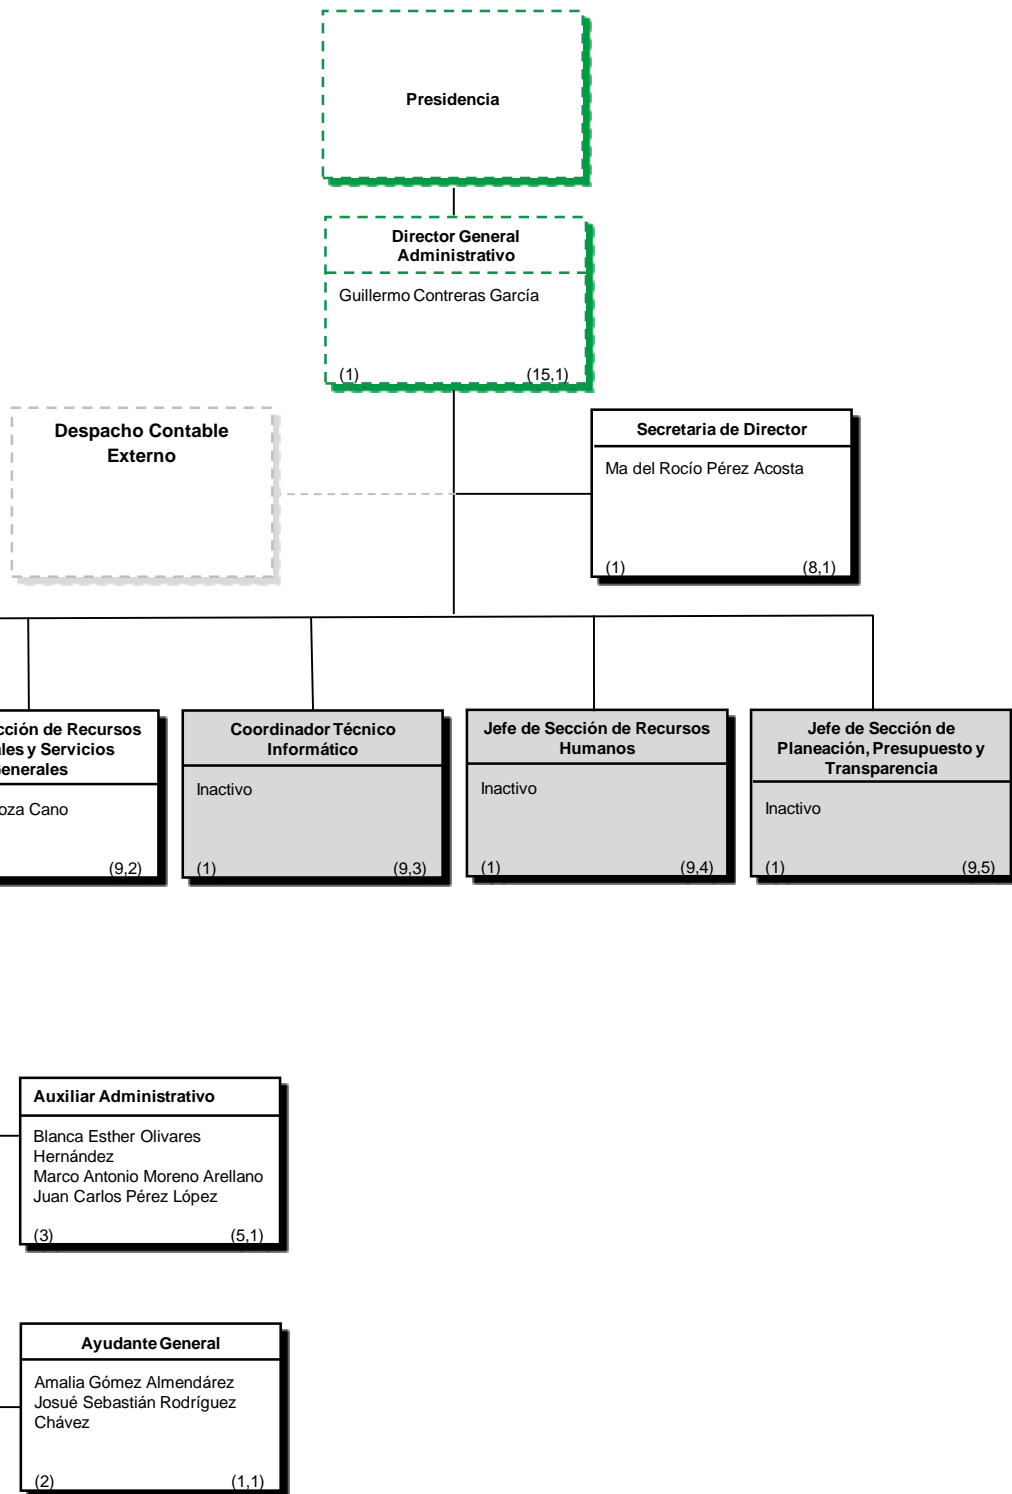 Presidencia
Director General
Administrativo
Guillermo Contreras García
(1) (15,1)
Despacho Contable
Externo
Secretaria de Director
Ma del Rocío Pérez Acosta
(1) (8,1)
de Recursos
y Servicios
Cano
(9,2)
Coordinador Técnico
Informático
Inactivo
(1) (9,3)
Jefe de Sección de Recursos
Humanos
Inactivo
(1) (9,4)
Jefe de Sección de
Planeación, Presupuesto y
Transparencia
Inactivo
(1) (9,5)
Auxiliar Administrativo
Blanca Esther Olivares
Hernández
Marco Antonio Moreno Arellano
Juan Carlos Pérez López
(3) (5,1)
Ayudante General
Amalia Gómez Almendárez
Josué Sebastián Rodríguez
Chávez
(2) (1,1)